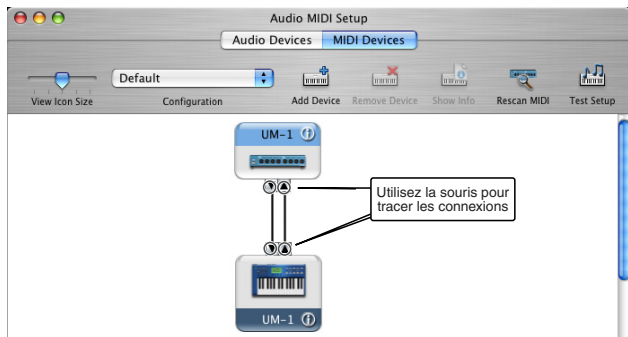 Audio MIDI Setup
Audio Devices MIDI Devices
Default
View Icon Size Configuration Add Device Remove Device Show Info Rescan MIDI Test Setup
UM-1
Utilisez la souris pour
tracer les connexions
UM-1